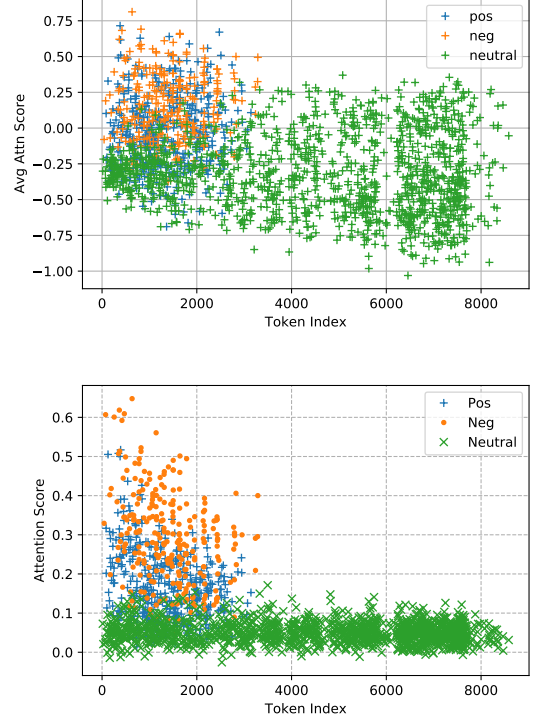 0.75
0.50
0.25
0.00
−0.25
−0.50
−0.75
−1.00
Avg Attn Score
pos
neg
neutral
0 2000 4000 6000 8000
Token Index
0.6
0.5
0.4
0.3
0.2
0.1
0.0
Attention Score
Pos
Neg
Neutral
0 2000 4000 6000 8000
Token Index